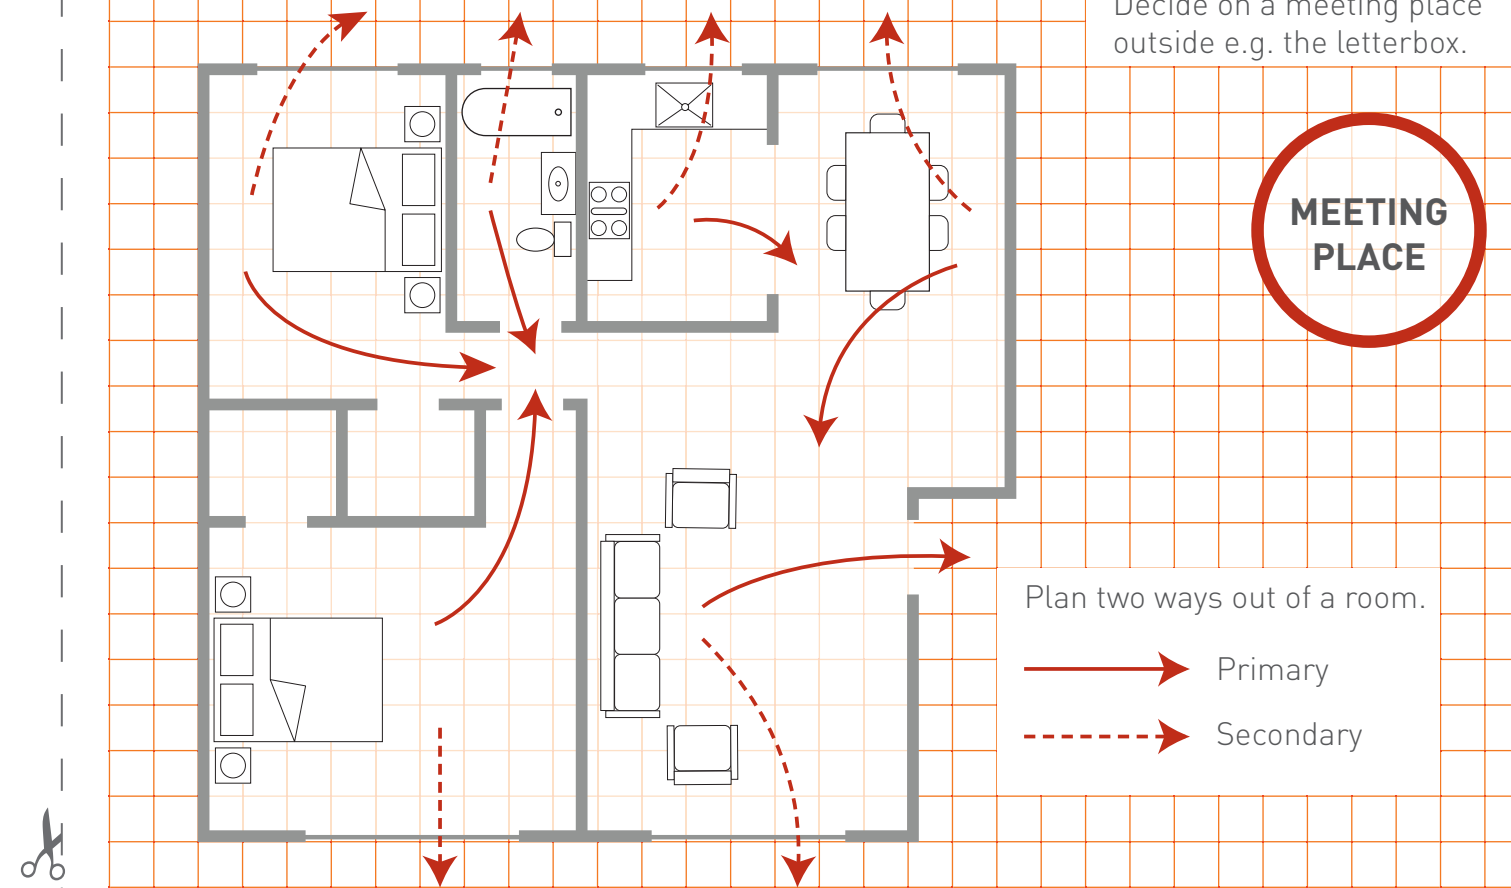 Decide on a meeting place
outside e.g. the letterbox.
MEETING
PLACE
Plan two ways out of a room.
Primary
Secondary